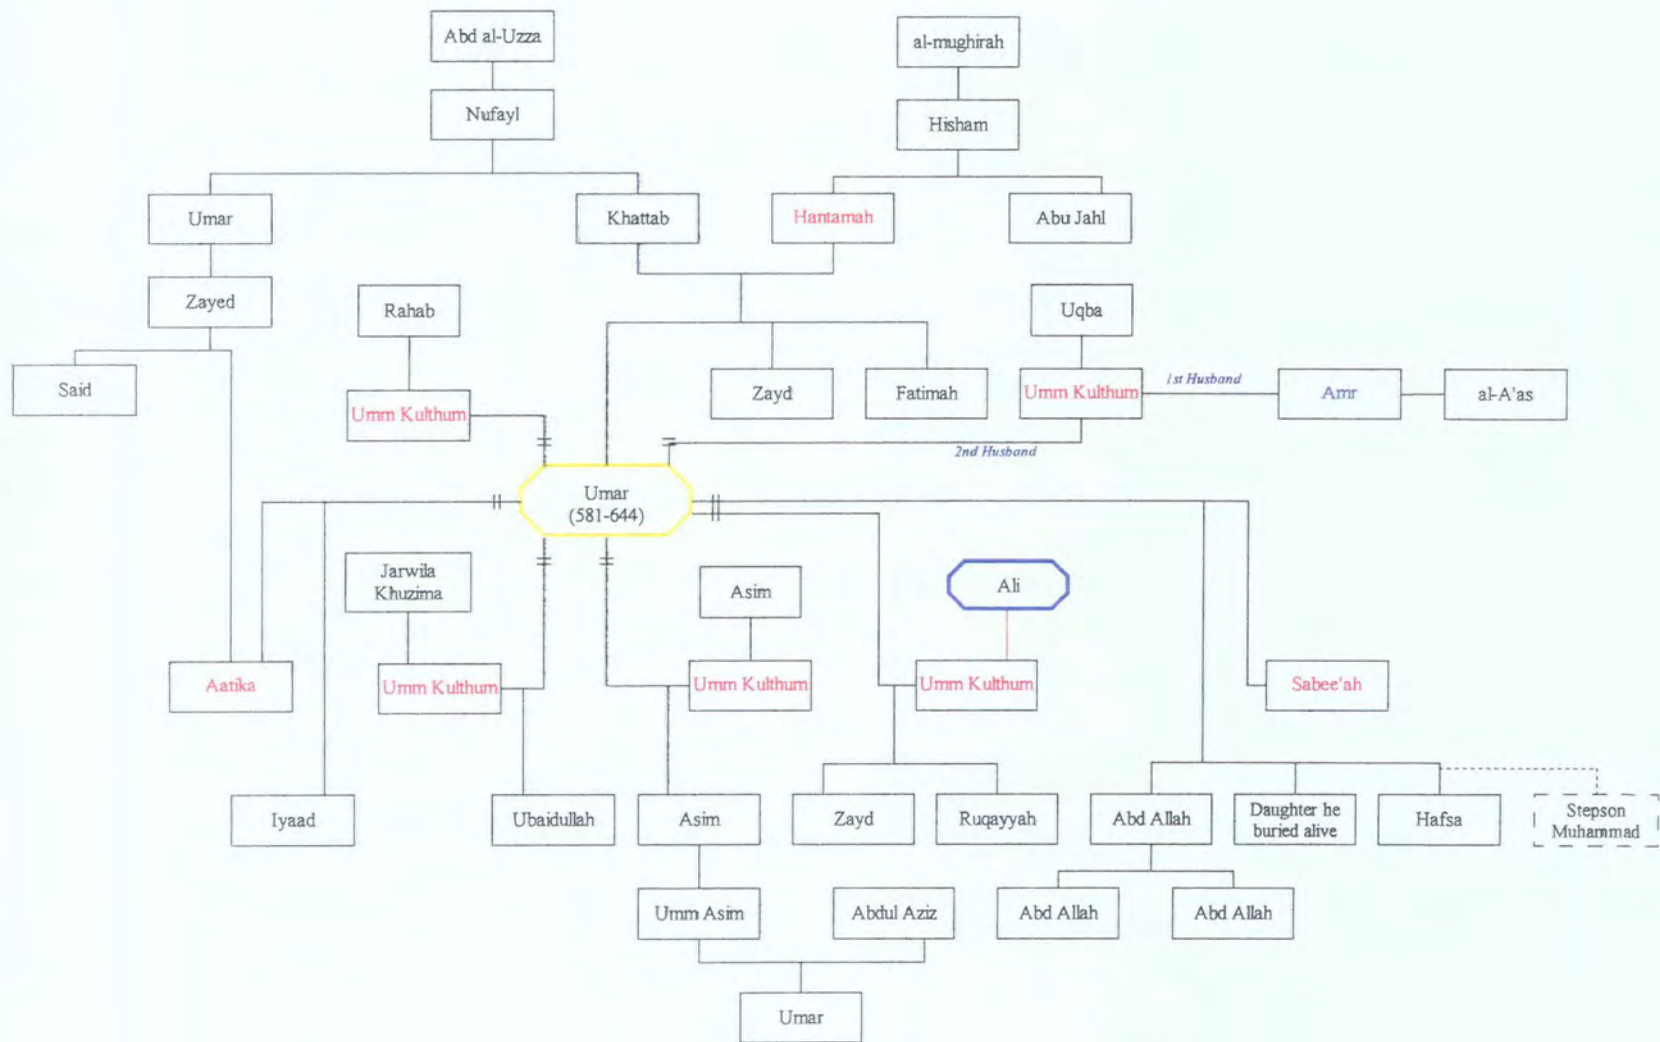 Abd al-Uzza
al-mughirah
Nufayl
Hisham
Umar
Khattab
Hantamah
Abu Jahl
Zayed
Rahab
Uqba
Said
Umm Kulthum
Zayd
Fatimah
Umm Kulthum
1st Husband
Amr
al-A'as
2nd Husband
Umar
(581-644)
Jarwila
Khuzima
Asim
Ali
Aatika
Umm Kulthum
Umm Kulthum
Umm Kulthum
Sabee'ah
Iyaad
Ubaidullah
Asim
Zayd
Ruqayyah
Abd Allah
Daughter he
buried alive
Hafsa
Stepson
Muhammad
Umm Asim
Abdul Aziz
Abd Allah
Abd Allah
Umar